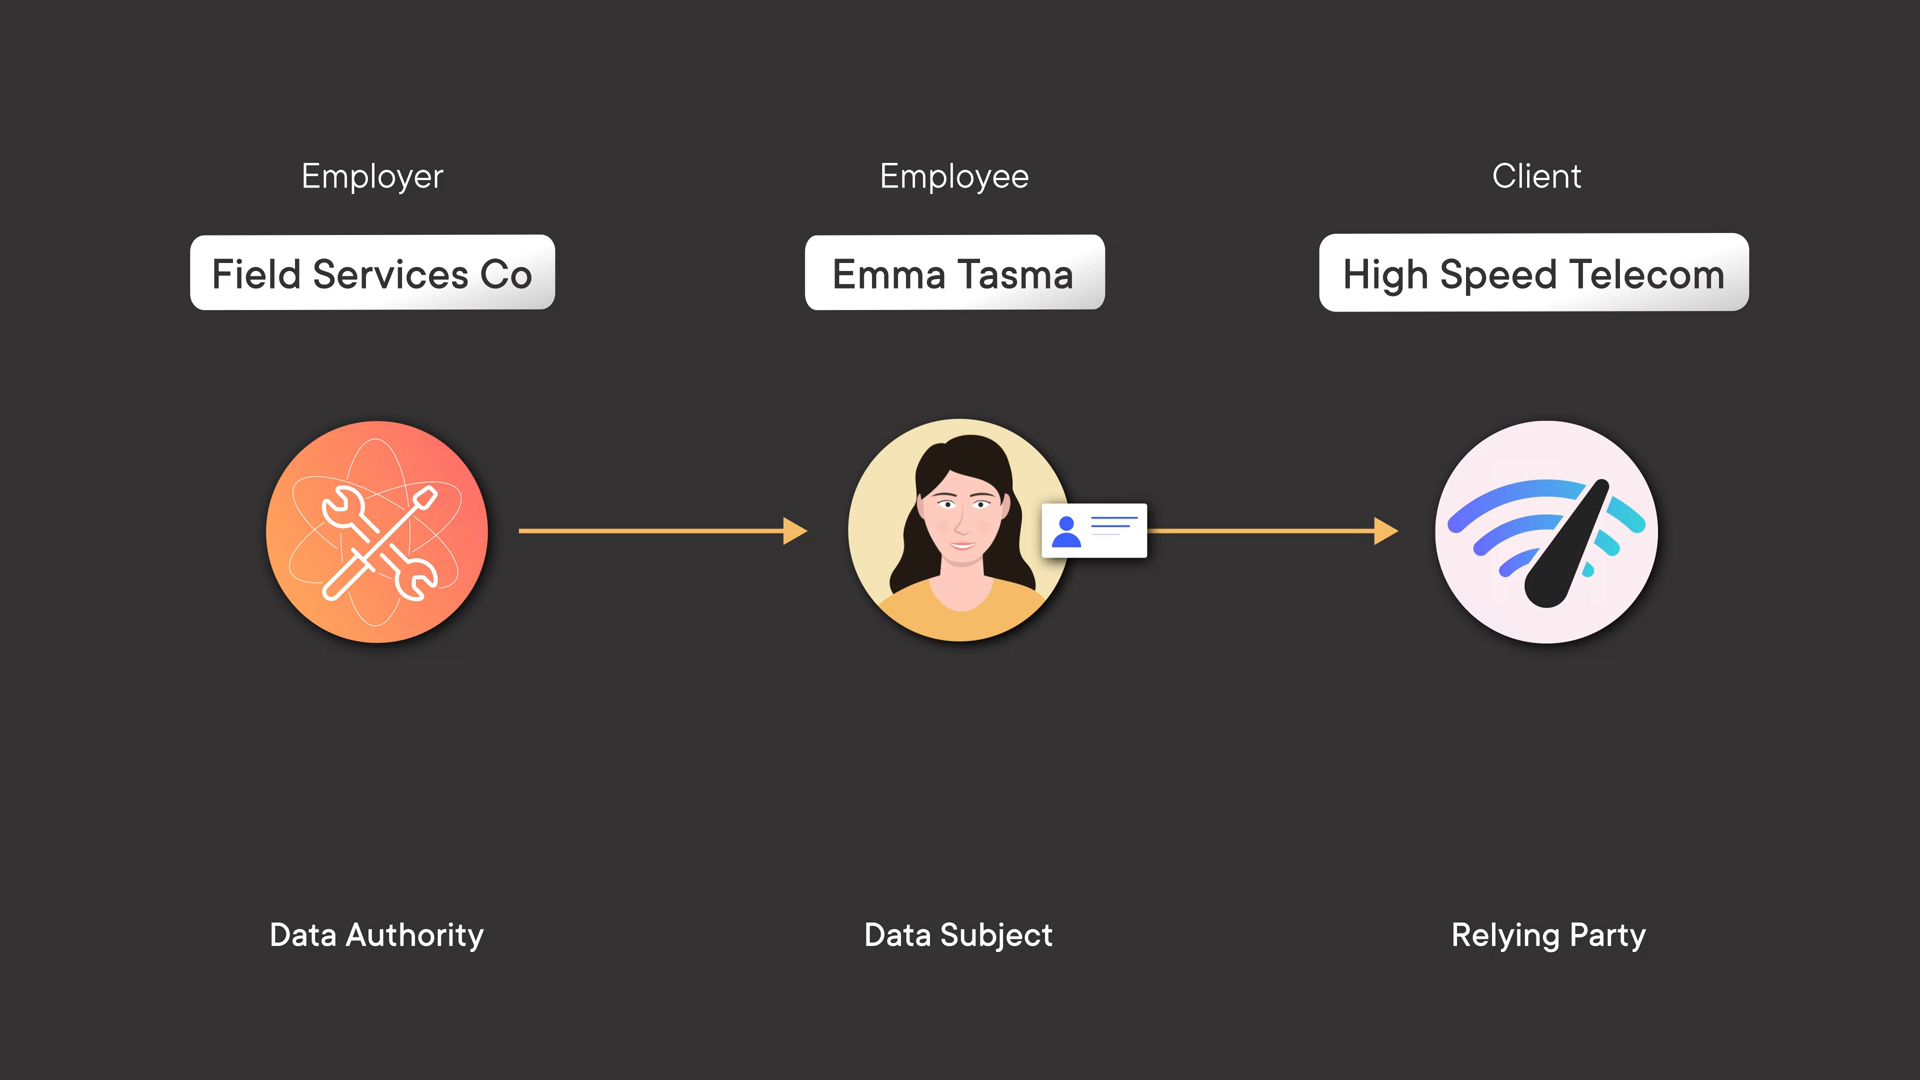 Employer
Employee
Client
Field Services Co
Emma Tasma
High Speed Telecom
Data Authority
Data Subject
Relying Party